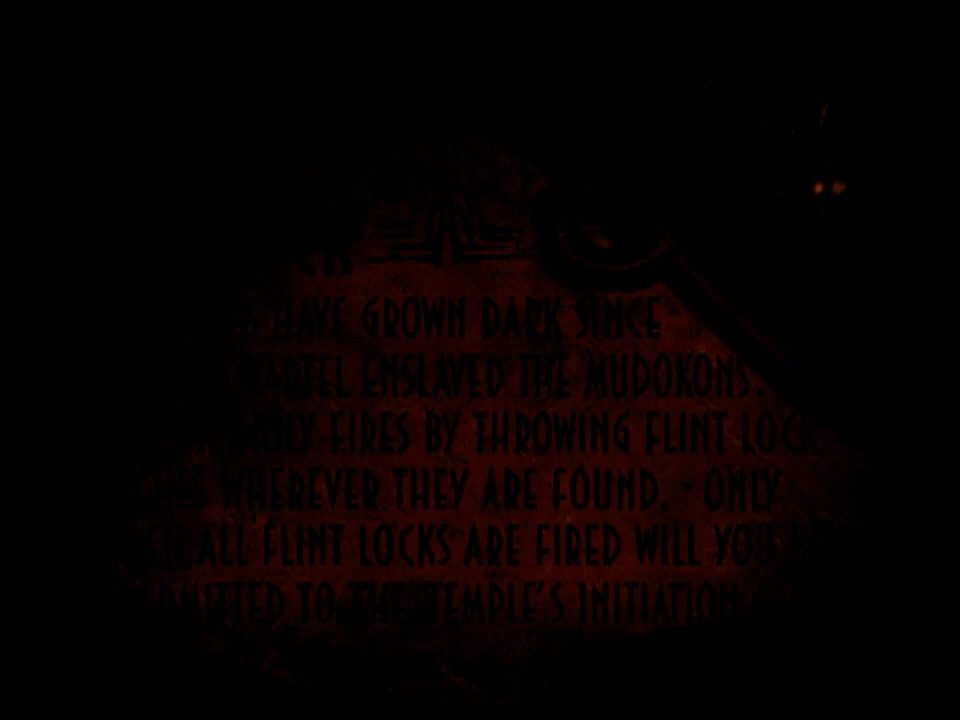 HAVE GROWN DARK SINCE
ENSLAVED THE MUDOKONS.
FIRES BY THROWING FLINT LOCK
WHEREVER THEY ARE FOUND. ONLY
ALL FLINT LOCKS ARE FIRED WILL YOU
TO THE TEMPLE'S INITIATION